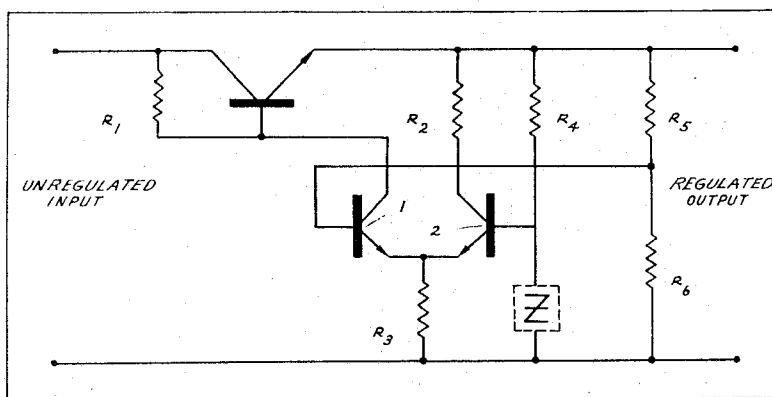 R1
R2
R4
R5
UNREGULATED
INPUT
1
2
REGULATED
OUTPUT
R3
R6
Z